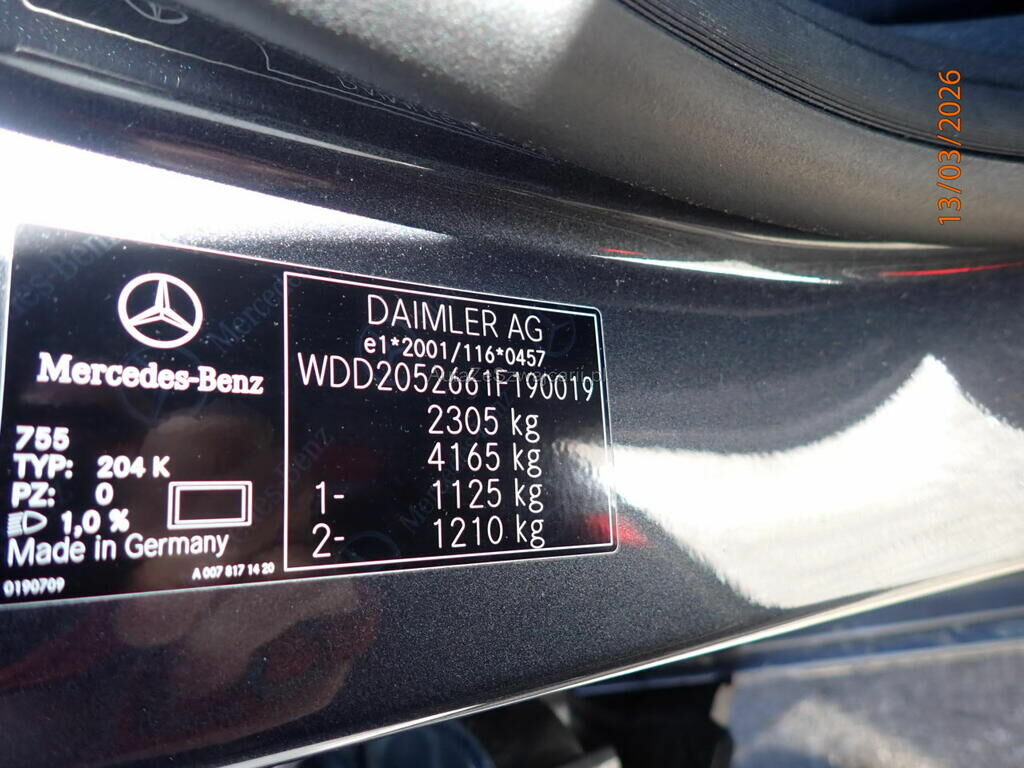 13/03/2026
Mercedes-Benz
755
TYP: 204 K
PZ: 0
1,0 %
Made in Germany
0190709
A 007 817 14 20
DAIMLER AG
e1*2001/116*0457
WDD2052661F190019
2305 kg
4165 kg
1- 1125 kg
2- 1210 kg